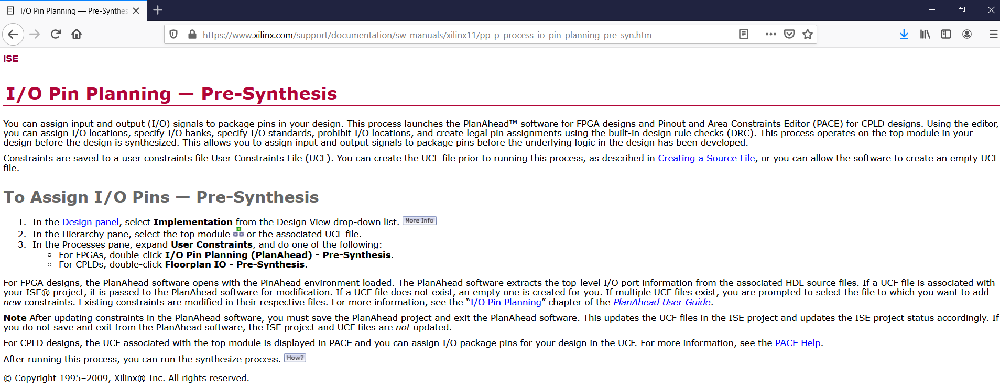 I/O Pin Planning — Pre-Synthes
https://www.xilinx.com/support/documentation/sw_manuals/xilinx11/pp_p_process_io_pin_planning_pre_syn.htm
ISE
I/O Pin Planning — Pre-Synthesis
You can assign input and output (I/O) signals to package pins in your design. This process launches the PlanAhead™ software for FPGA designs and Pinout and Area Constraints Editor (PACE) for CPLD designs. Using the editor,
you can assign I/O locations, specify I/O banks, specify I/O standards, prohibit I/O locations, and create legal pin assignments using the built-in design rule checks (DRC). This process operates on the top module in your
design before the design is synthesized. This allows you to assign input and output signals to package pins before the underlying logic in the design has been developed.
Constraints are saved to a user constraints file User Constraints File (UCF). You can create the UCF file prior to running this process, as described in Creating a Source File, or you can allow the software to create an empty UCF
file.
To Assign I/O Pins — Pre-Synthesis
1. In the Design panel, select Implementation from the Design View drop-down list. More Info
2. In the Hierarchy pane, select the top module or the associated UCF file.
3. In the Processes pane, expand User Constraints, and do one of the following:
For FPGAs, double-click I/O Pin Planning (PlanAhead) - Pre-Synthesis.
For CPLDs, double-click Floorplan IO - Pre-Synthesis.
For FPGA designs, the PlanAhead software opens with the PinAhead environment loaded. The PlanAhead software extracts the top-level I/O port information from the associated HDL source files. If a UCF file is associated with
your ISE® project, it is passed to the PlanAhead software for modification. If a UCF file does not exist, an empty one is created for you. If multiple UCF files exist, you are prompted to select the file to which you want to add
new constraints. Existing constraints are modified in their respective files. For more information, see the “I/O Pin Planning” chapter of the PlanAhead User Guide.
Note After updating constraints in the PlanAhead software, you must save the PlanAhead project and exit the PlanAhead software. This updates the UCF files in the ISE project and updates the ISE project status accordingly. If
you do not save and exit from the PlanAhead software, the ISE project and UCF files are not updated.
For CPLD designs, the UCF associated with the top module is displayed in PACE and you can assign I/O package pins for your design in the UCF. For more information, see the PACE Help.
After running this process, you can run the synthesize process. How?
© Copyright 1995–2009, Xilinx® Inc. All rights reserved.